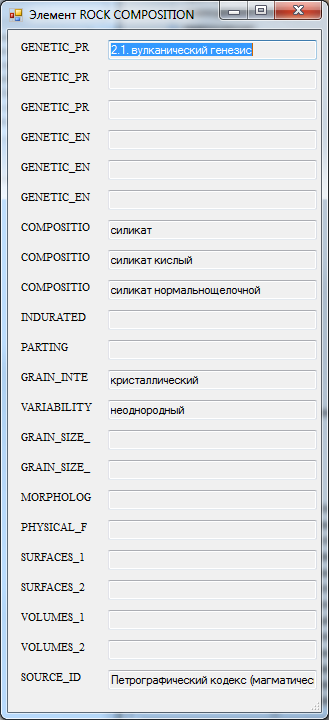 Элемент ROCK COMPOSITION
GENETIC_PR 2.1. вулканический генезис
GENETIC_PR
GENETIC_PR
GENETIC_EN
GENETIC_EN
GENETIC_EN
COMPOSITIO силикат
COMPOSITIO силикат кислый
COMPOSITIO силикат нормальнощелочной
INDURATED
PARTING
GRAIN_INTE кристаллический
VARIABILITY неоднородный
GRAIN_SIZE_
GRAIN_SIZE_
MORPHOLOG
PHYSICAL_F
SURFACES_1
SURFACES_2
VOLUMES_1
VOLUMES_2
SOURCE_ID Петрографический кодекс (магматичес